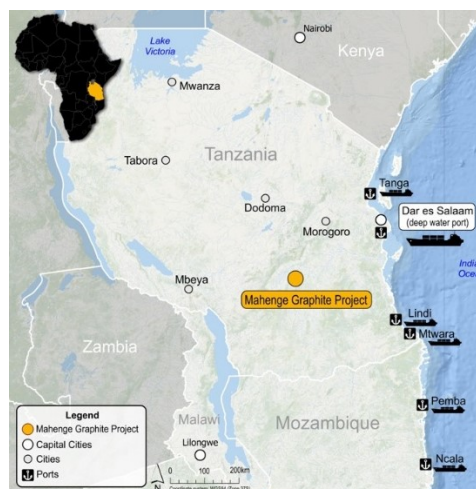 Lake
Victoria
Nairobi
Kenya
Mwanza
Tabora
Tanzania
Tanga
Dodoma
Dar es Salaam
(deep water port)
Morogoro
Mbeya
Mahenge Graphite Project
Lindi
Mtwara
Zambia
Malawi
Mozambique
Pemba
Lilongwe
Ncala
Legend
Mahenge Graphite Project
Capital Cities
Cities
Ports
N
0
100
200km